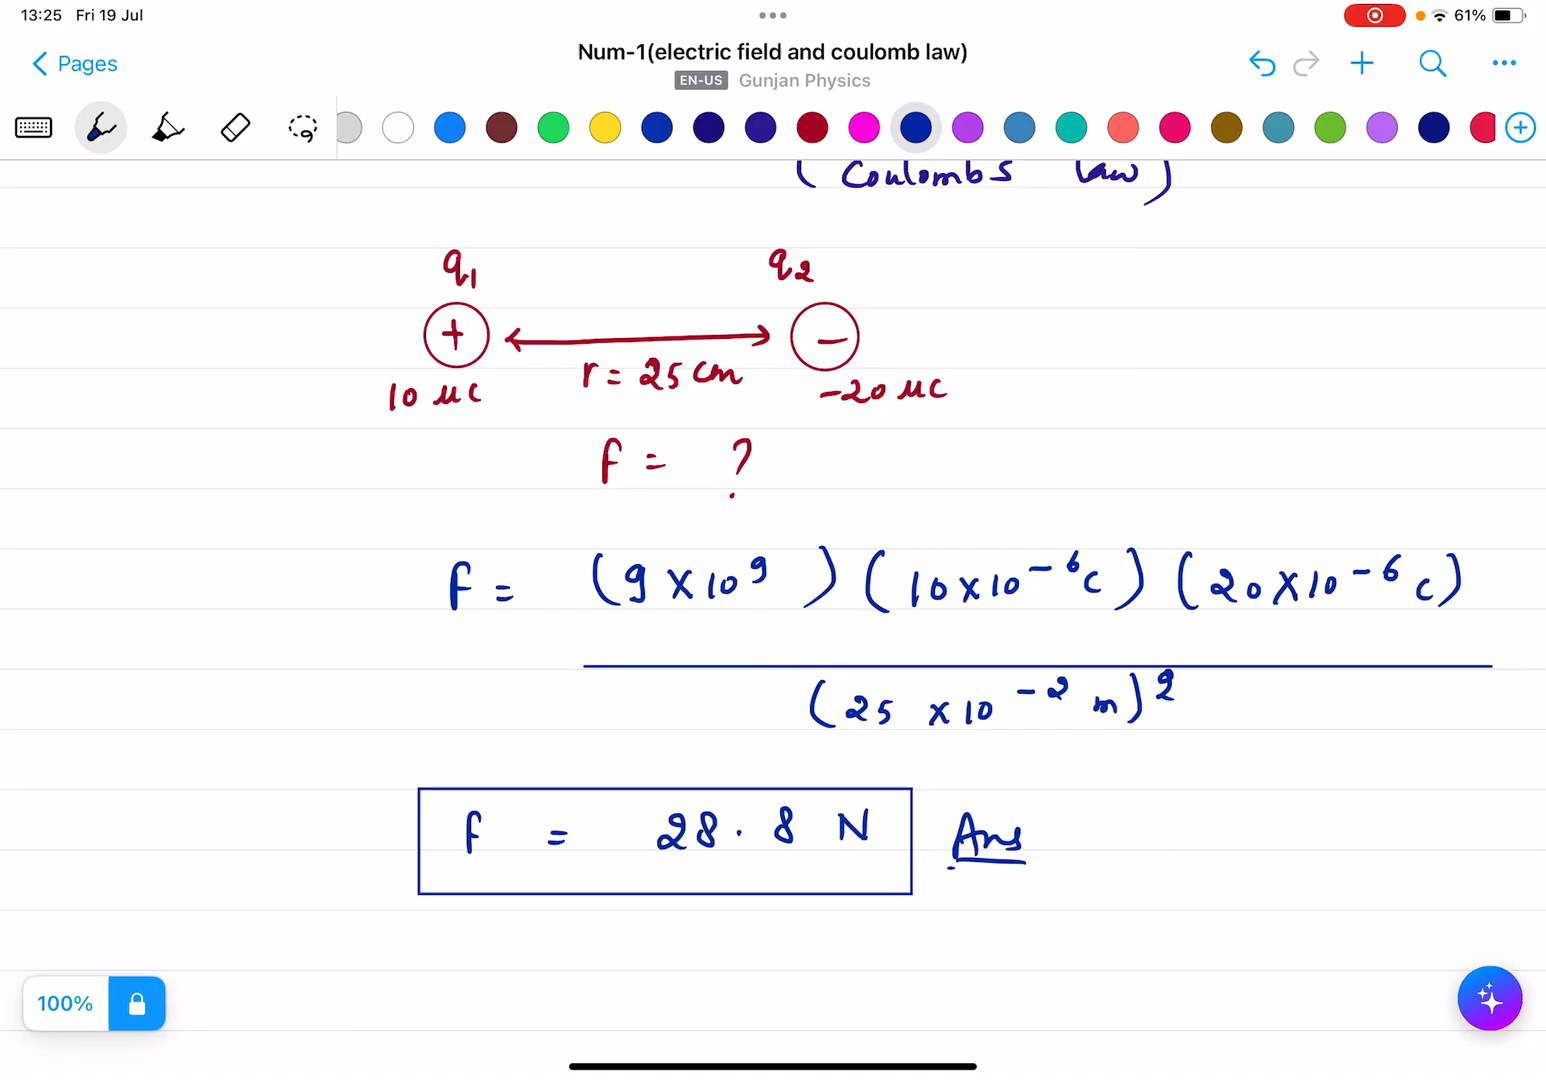 13:25 Fri 19 Jul
61%
Num-1(electric field and coulomb law)
Pages
EN-US Gunjan Physics
(Coulombs law)
q1 q2
+ −
r = 25 cm
10 μC -20 μC
F = ?
F = (9 × 10^9 ) (10×10^-6 C) (20×10^-6 C)
(25 × 10^-2 m)^2
F = 28.8 N Ans
100%